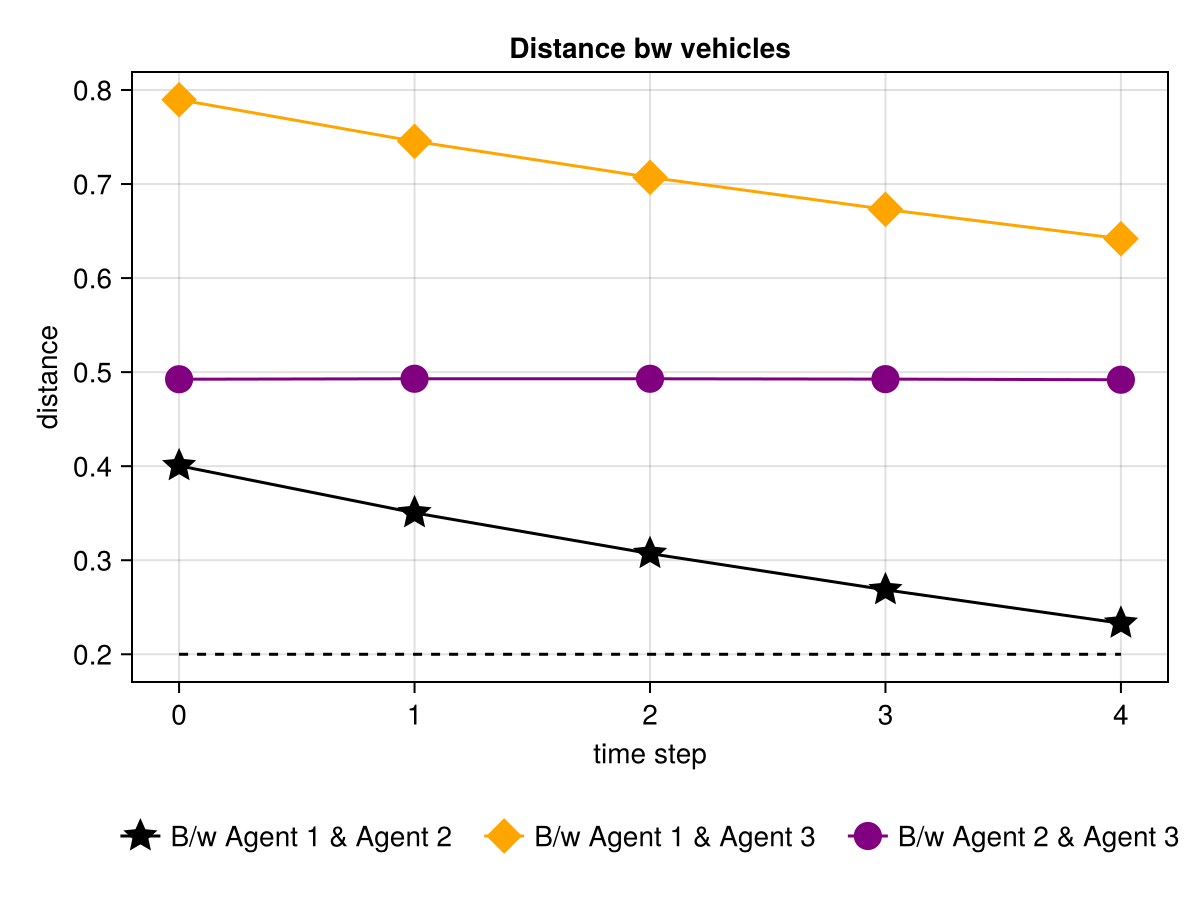 Distance bw vehicles
distance
0.8
0.7
0.6
0.5
0.4
0.3
0.2
0 1 2 3 4
time step
B/w Agent 1 & Agent 2 B/w Agent 1 & Agent 3 B/w Agent 2 & Agent 3